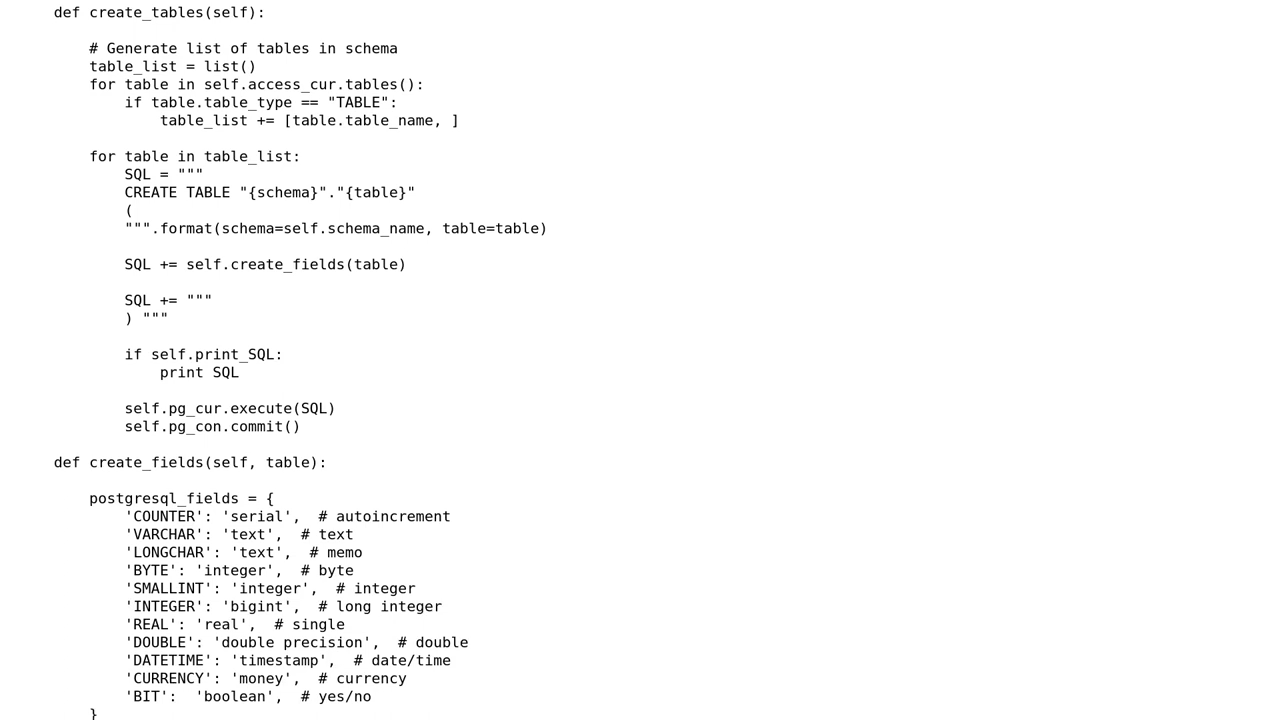 def create_tables(self):

    # Generate list of tables in schema
    table_list = list()
    for table in self.access_cur.tables():
        if table.table_type == "TABLE":
            table_list += [table.table_name, ]

    for table in table_list:
        SQL = """
        CREATE TABLE "{schema}"."{table}"
        (
        """.format(schema=self.schema_name, table=table)

        SQL += self.create_fields(table)

        SQL += """
        ) """

        if self.print_SQL:
            print SQL

        self.pg_cur.execute(SQL)
        self.pg_con.commit()

def create_fields(self, table):

    postgresql_fields = {
        'COUNTER': 'serial',  # autoincrement
        'VARCHAR': 'text',  # text
        'LONGCHAR': 'text',  # memo
        'BYTE': 'integer',  # byte
        'SMALLINT': 'integer',  # integer
        'INTEGER': 'bigint',  # long integer
        'REAL': 'real',  # single
        'DOUBLE': 'double precision',  # double
        'DATETIME': 'timestamp',  # date/time
        'CURRENCY': 'money',  # currency
        'BIT':  'boolean',  # yes/no
    }